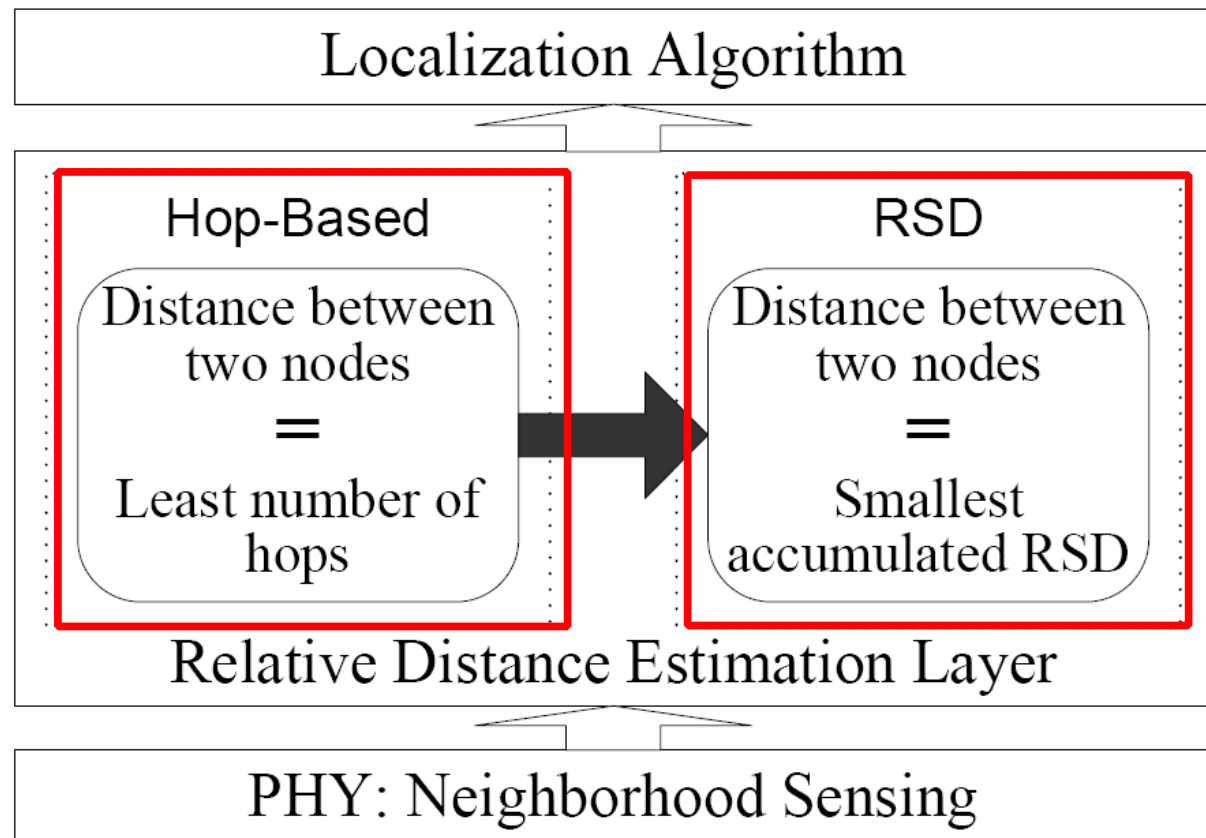 Localization Algorithm
Hop-Based
Distance between
two nodes
=
Least number of
hops
RSD
Distance between
two nodes
=
Smallest
accumulated RSD
Relative Distance Estimation Layer
PHY: Neighborhood Sensing